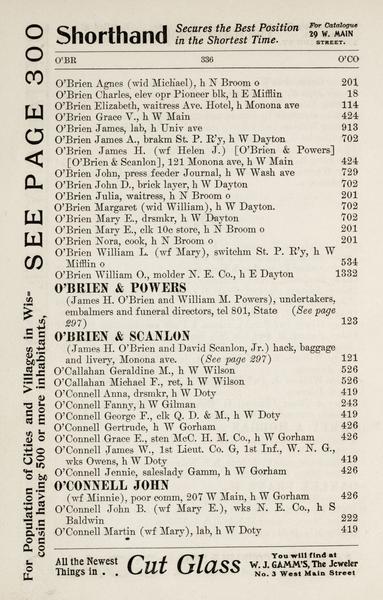 Shorthand Secures the Best Position
in the Shortest Time.
For Catalogue
29 W. MAIN
STREET.
O'BR 336 O'CO
O'Brien Agnes (wid Michael), h N Broom o 201
O'Brien Charles, elev opr Pioneer blk, h E Mifflin 18
O'Brien Elizabeth, waitress Ave. Hotel, h Monona ave 114
O'Brien Grace V., h W Main 424
O'Brien James, lab, h Univ ave 913
O'Brien James A., brakm St. P. R'y, h W Dayton 702
O'Brien James H. (wf Helen J.) [O'Brien & Powers]
[O'Brien & Scanlon], 121 Monona ave, h W Main 424
O'Brien John, press feeder Journal, h W Wash ave 729
O'Brien John D., brick layer, h W Dayton 702
O'Brien Julia, waitress, h N Broom o 201
O'Brien Margaret (wid William), h W Dayton. 702
O'Brien Mary E., drsmkr, h W Dayton 702
O'Brien Mary E., clk 10c store, h N Broom o 201
O'Brien Nora, cook, h N Broom o 201
O'Brien William L. (wf Mary), switchm St. P. R'y, h W
Mifflin o 534
O'Brien William O., molder N. E. Co., h E Dayton 1332
O'BRIEN & POWERS
(James H. O'Brien and William M. Powers), undertakers,
embalmers and funeral directors, tel 801, State (See page
297) 123
O'BRIEN & SCANLON
(James H. O'Brien and David Scanlon, Jr.) hack, baggage
and livery, Monona ave. (See page 297) 121
O'Callahan Geraldine M., h W Wilson 526
O'Callahan Michael F., ret, h W Wilson 526
O'Connell Anna, drsmkr, h W Doty 419
O'Connell Fanny, h W Gilman 243
O'Connell George F., clk Q. D. & M., h W Doty 419
O'Connell Gertrude, h W Gorham 426
O'Connell Grace E., sten McC. H. M. Co., h W Gorham 426
O'Connell James W., 1st Lieut. Co. G, 1st Inf., W. N. G.,
wks Owens, h W Doty 419
O'Connell Jennie, saleslady Gamm, h W Gorham 426
O'CONNELL JOHN
(wf Minnie), poor comm, 207 W Main, h W Gorham 426
O'Connell John B. (wf Mary E.), wks N. E. Co., h S
Baldwin 222
O'Connell Martin (wf Mary), lab, h W Doty 419
All the Newest
Things in . . Cut Glass
You will find at
W. J. GAMM'S, The Jeweler
No. 3 West Main Street
For Population of Cities and Villages in Wis=
consin having 500 or more inhabitants, SEE PAGE 300